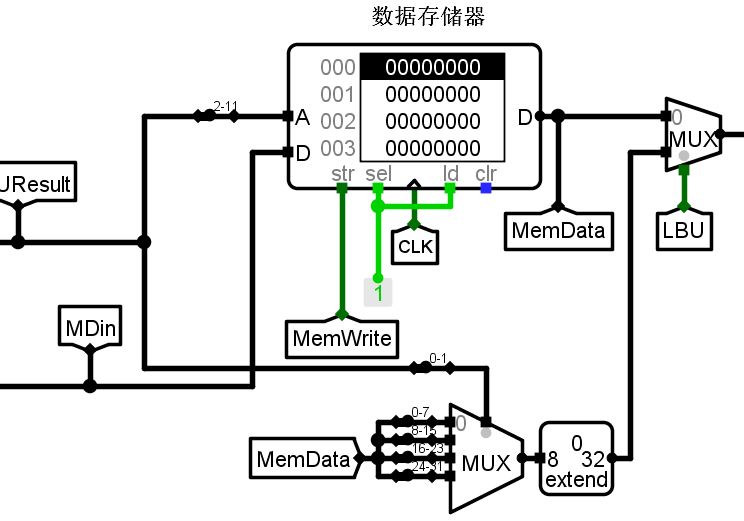 数据存储器
000 00000000
001 00000000
002 00000000
003 00000000
A
D
D
str sel ld clr
2-11
0
MUX
UResult
MemData
LBU
CLK
1
MDin
MemWrite
0-1
0-7
8-15
16-23
24-31
0
MUX
MemData
0
8 32
extend